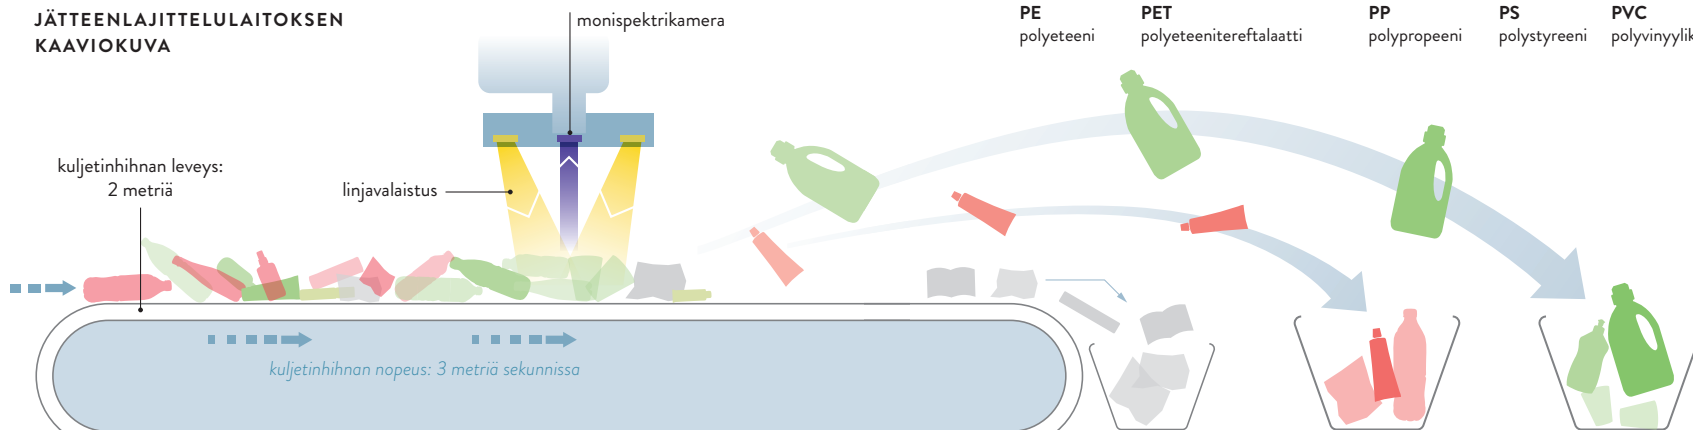 JÄTTEENLAJITTELULAITOKSEN
KAAVIOKUVA
monispektrikamera
PE
polyeteeni
PET
polyeteenitereftalaatti
PP
polypropeeni
PS
polystyreeni
PVC
polyvinyylik
kuljetinhihnan leveys:
2 metriä
linjavalaistus
kuljetinhihnan nopeus: 3 metriä sekunnissa